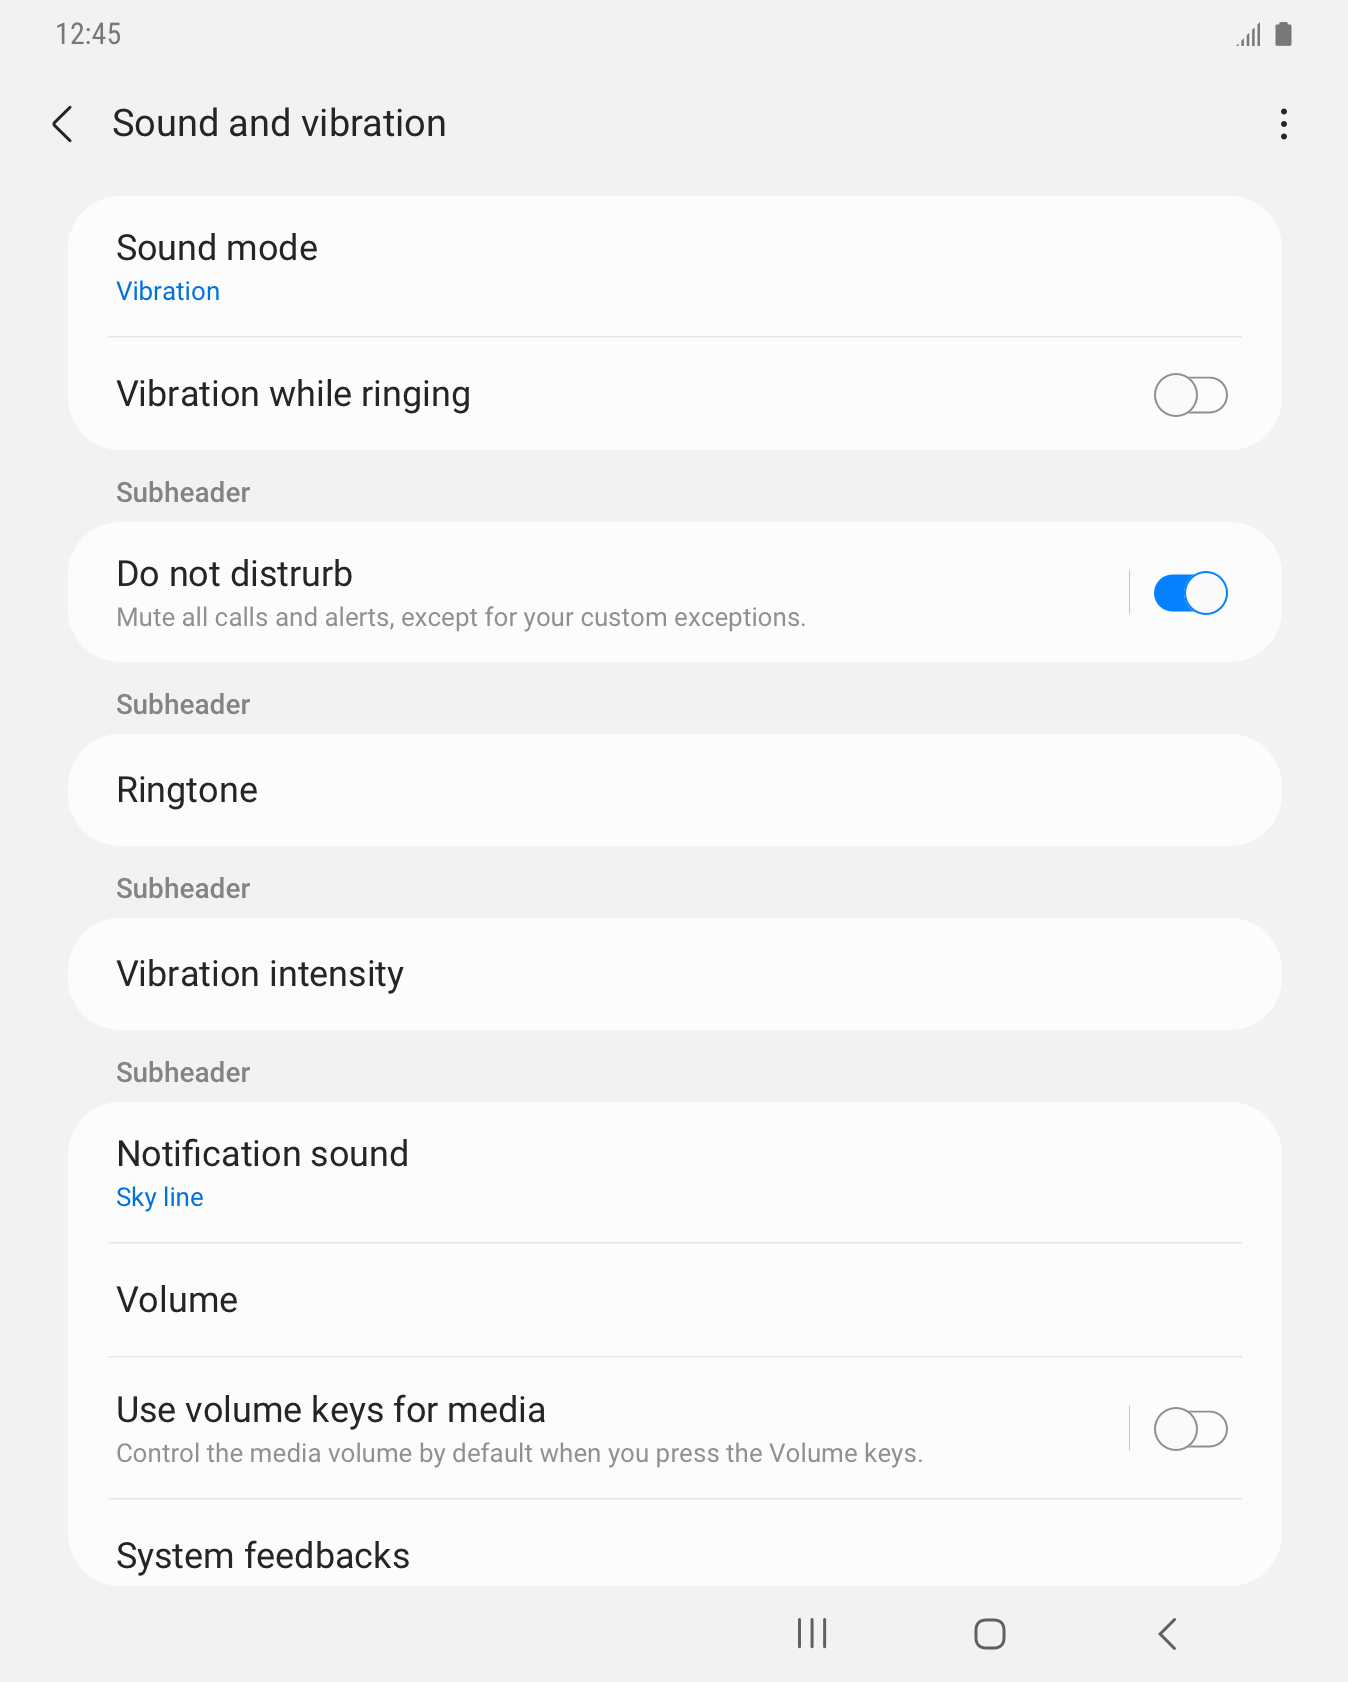 12:45
Sound and vibration
Sound mode
Vibration
Vibration while ringing
Subheader
Do not distrurb
Mute all calls and alerts, except for your custom exceptions.
Subheader
Ringtone
Subheader
Vibration intensity
Subheader
Notification sound
Sky line
Volume
Use volume keys for media
Control the media volume by default when you press the Volume keys.
System feedbacks